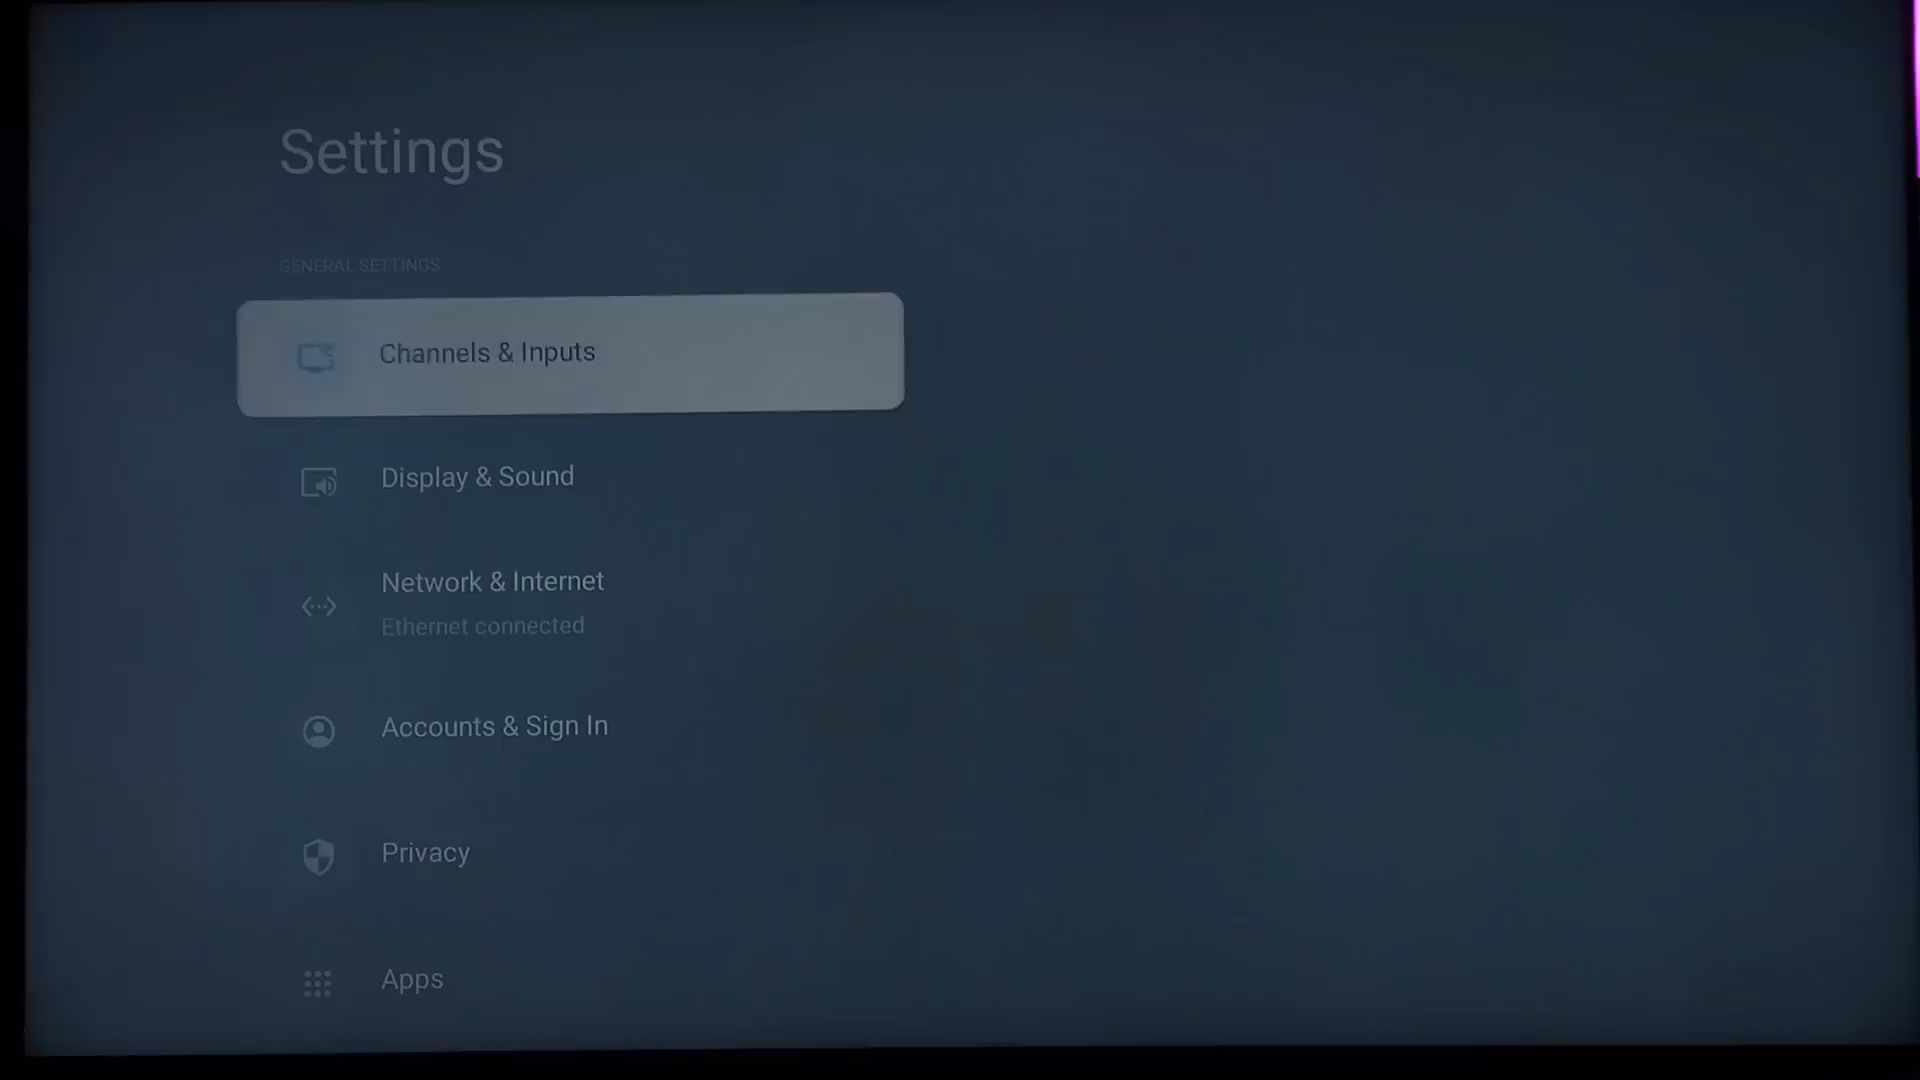 Settings
GENERAL SETTINGS
Channels & Inputs
Display & Sound
Network & Internet
Ethernet connected
Accounts & Sign In
Privacy
Apps